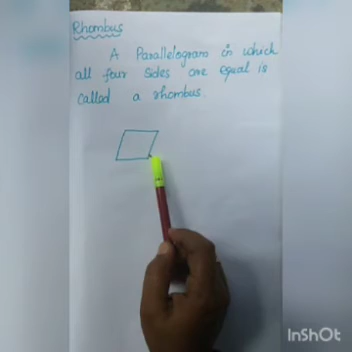 Rhombus
A Parallelogram in which
all four sides are equal is
called a rhombus.
InShOt